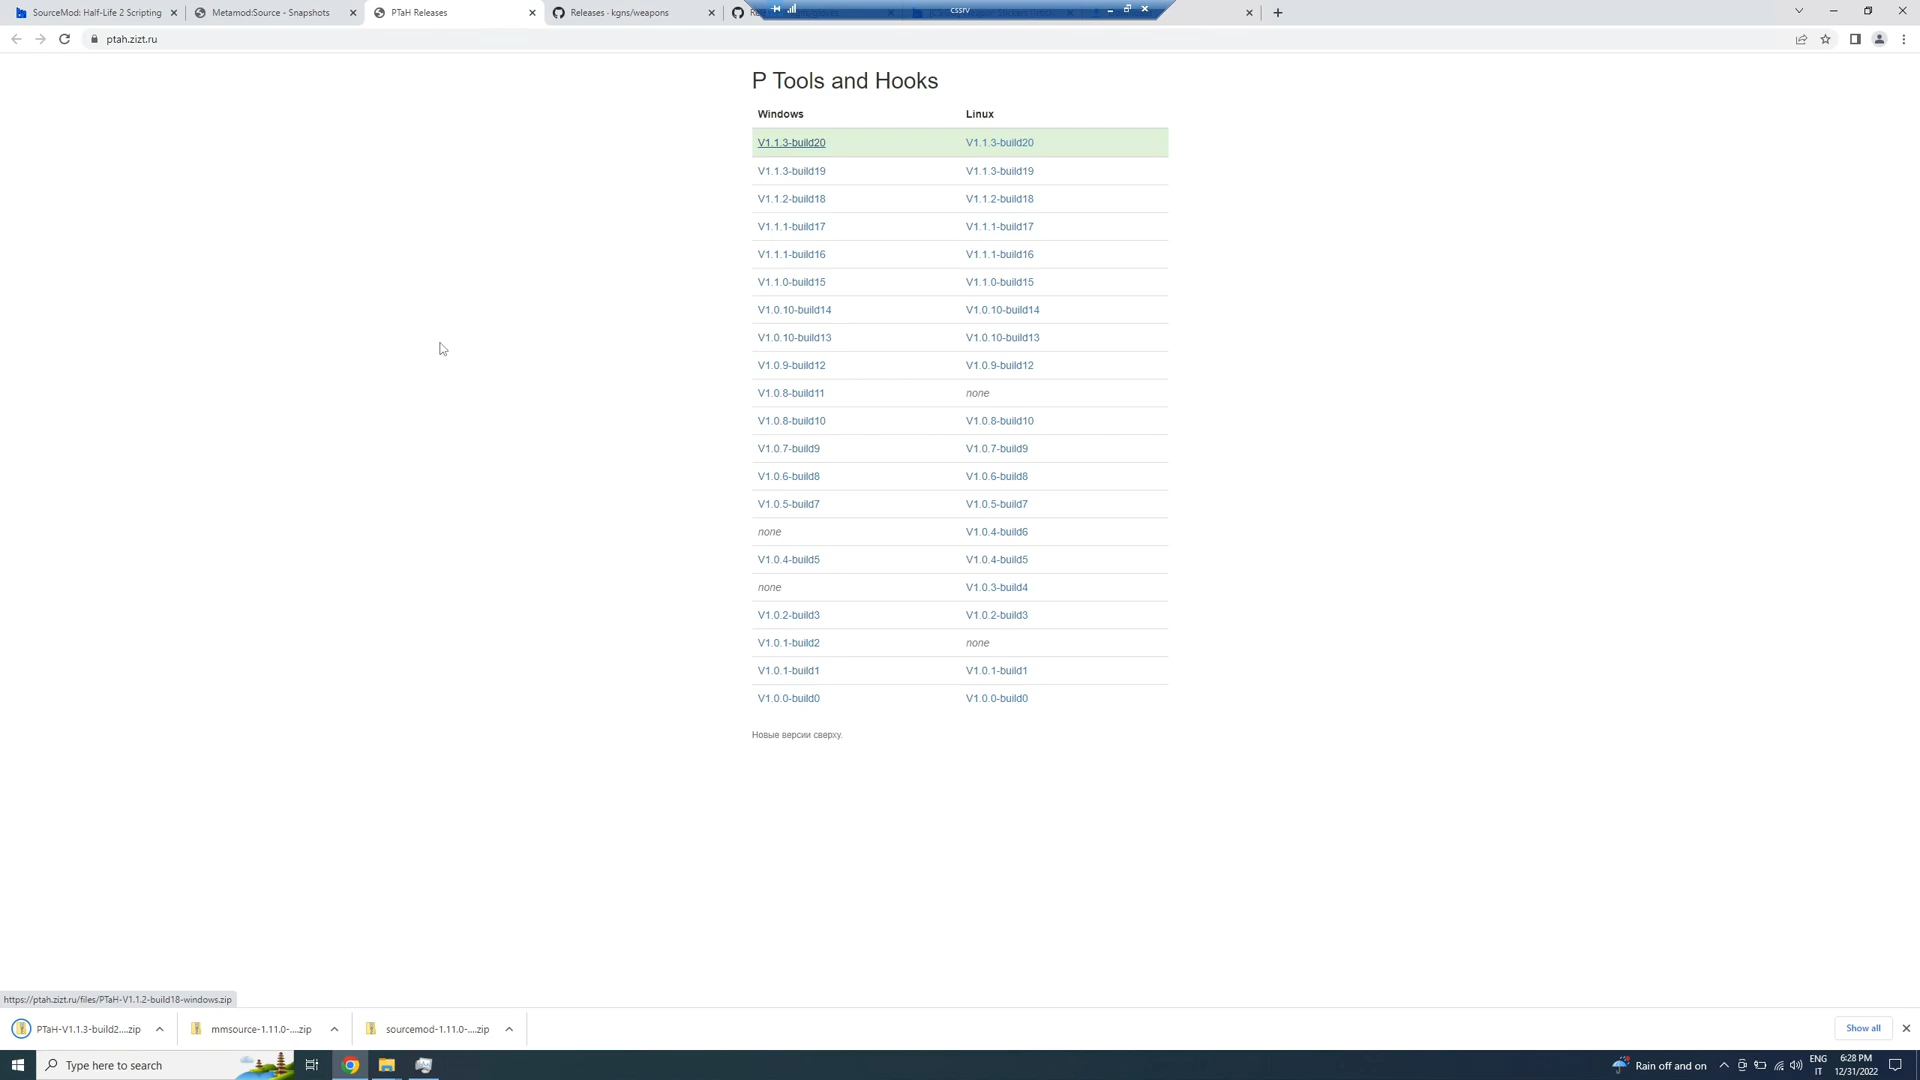 SourceMod: Half-Life 2 Scripting
Metamod:Source - Snapshots
PTaH Releases
Releases · kgns/weapons
cssrv
ptah.zizt.ru
P Tools and Hooks
Windows Linux
V1.1.3-build20 V1.1.3-build20
V1.1.3-build19 V1.1.3-build19
V1.1.2-build18 V1.1.2-build18
V1.1.1-build17 V1.1.1-build17
V1.1.1-build16 V1.1.1-build16
V1.1.0-build15 V1.1.0-build15
V1.0.10-build14 V1.0.10-build14
V1.0.10-build13 V1.0.10-build13
V1.0.9-build12 V1.0.9-build12
V1.0.8-build11 none
V1.0.8-build10 V1.0.8-build10
V1.0.7-build9 V1.0.7-build9
V1.0.6-build8 V1.0.6-build8
V1.0.5-build7 V1.0.5-build7
none V1.0.4-build6
V1.0.4-build5 V1.0.4-build5
none V1.0.3-build4
V1.0.2-build3 V1.0.2-build3
V1.0.1-build2 none
V1.0.1-build1 V1.0.1-build1
V1.0.0-build0 V1.0.0-build0
Новые версии сверху.
https://ptah.zizt.ru/files/PTaH-V1.1.2-build18-windows.zip
PTaH-V1.1.3-build2....zip
mmsource-1.11.0-....zip
sourcemod-1.11.0-....zip
Show all
Type here to search
Rain off and on
ENG
IT
6:28 PM
12/31/2022